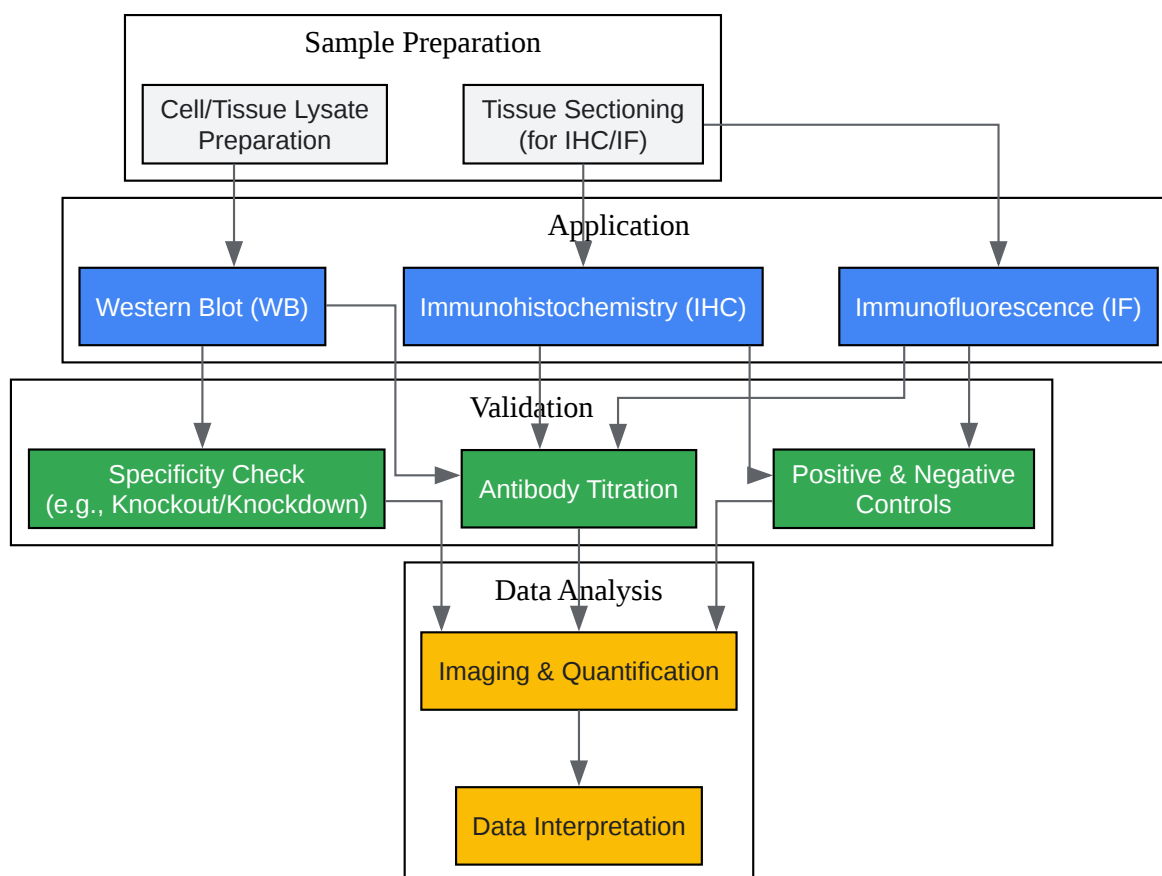 Sample Preparation
Cell/Tissue Lysate
Preparation
Tissue Sectioning
(for IHC/IF)
Application
Western Blot (WB)
Immunohistochemistry (IHC)
Immunofluorescence (IF)
Validation
Specificity Check
(e.g., Knockout/Knockdown)
Antibody Titration
Positive & Negative
Controls
Data Analysis
Imaging & Quantification
Data Interpretation